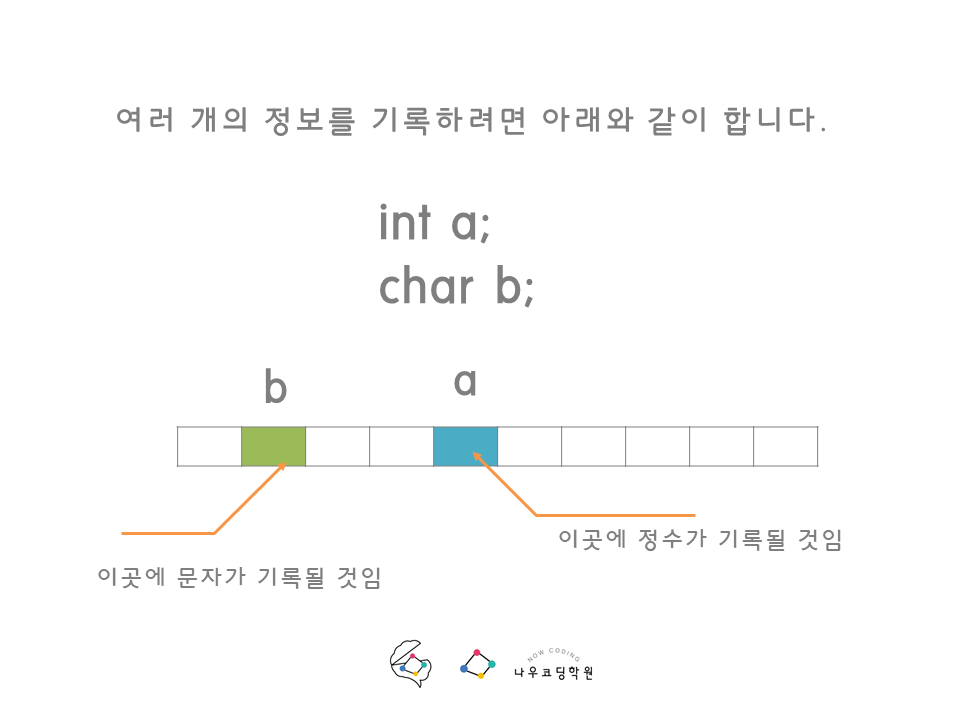 여러 개의 정보를 기록하려면 아래와 같이 합니다.
int a;
char b;
b
a
이곳에 정수가 기록될 것임
이곳에 문자가 기록될 것임
NOW CODING
나우코딩학원